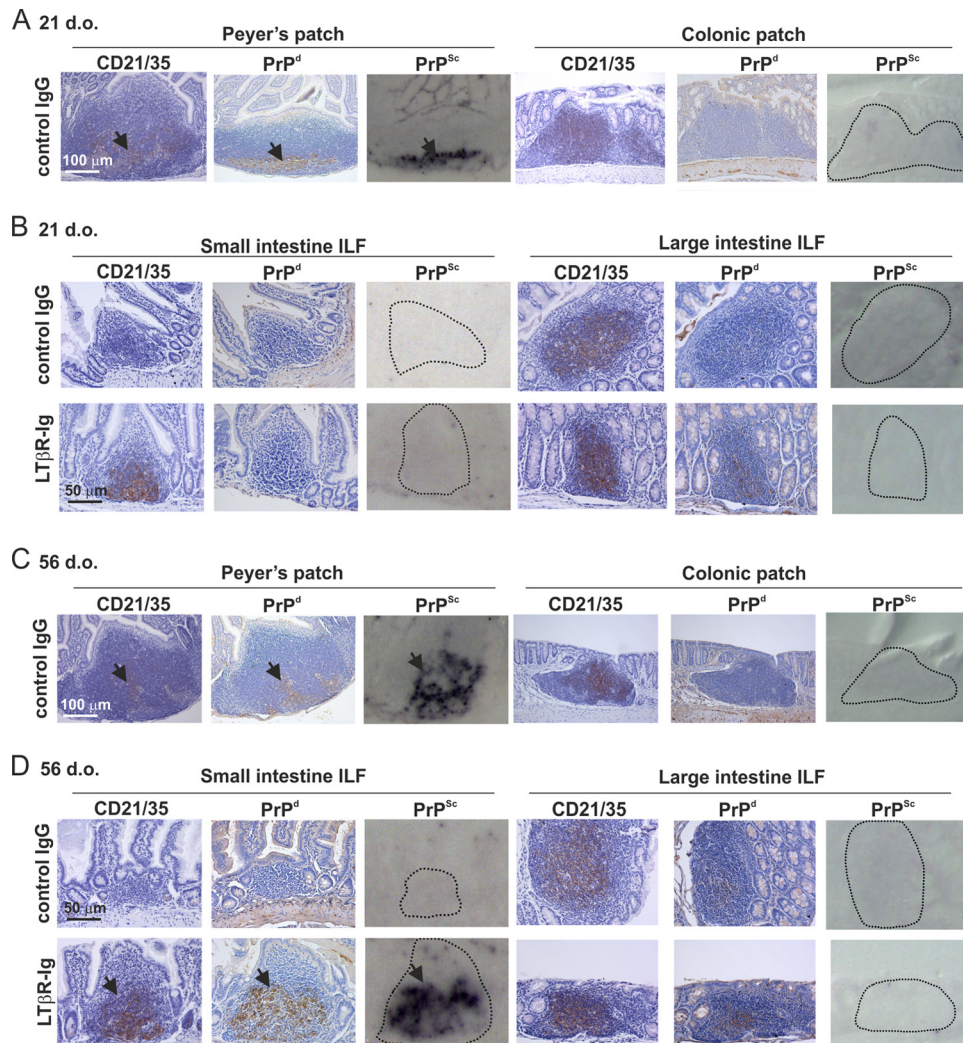 A 21 d.o.
Peyer's patch Colonic patch
CD21/35 PrPᵈ PrPˢᶜ CD21/35 PrPᵈ PrPˢᶜ
control IgG
100 μm
B 21 d.o.
Small intestine ILF Large intestine ILF
CD21/35 PrPᵈ PrPˢᶜ CD21/35 PrPᵈ PrPˢᶜ
control IgG
LTβR-Ig
50 μm
C 56 d.o.
Peyer's patch Colonic patch
CD21/35 PrPᵈ PrPˢᶜ CD21/35 PrPᵈ PrPˢᶜ
control IgG
100 μm
D 56 d.o.
Small intestine ILF Large intestine ILF
CD21/35 PrPᵈ PrPˢᶜ CD21/35 PrPᵈ PrPˢᶜ
control IgG
50 μm
LTβR-Ig